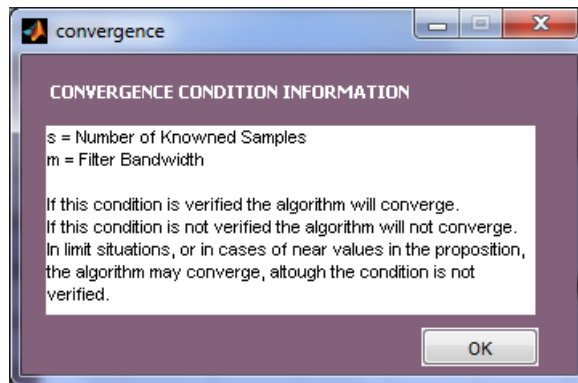 convergence
CONVERGENCE CONDITION INFORMATION
s = Number of Knowned Samples
m = Filter Bandwidth
If this condition is verified the algorithm will converge.
If this condition is not verified the algorithm will not converge.
In limit situations, or in cases of near values in the proposition,
the algorithm may converge, altough the condition is not
verified.
OK